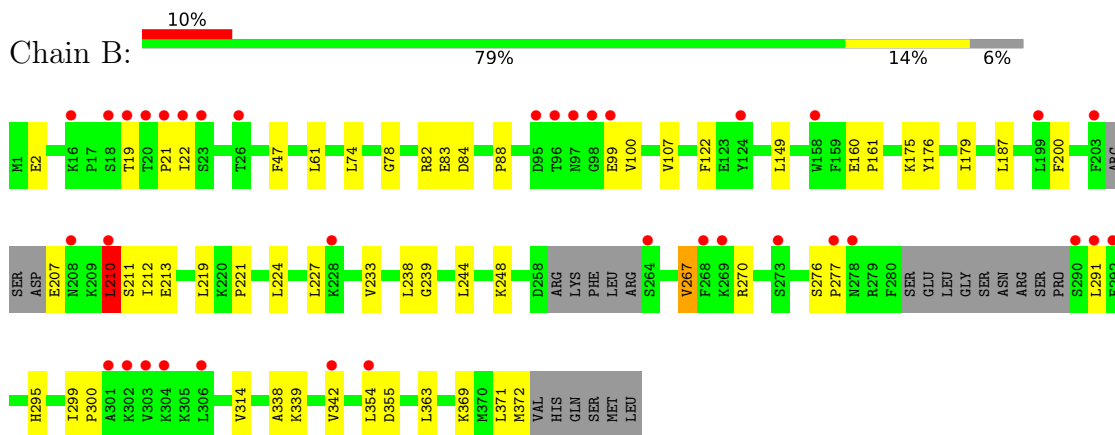 10%
Chain B:
79% 14% 6%
M1 E2 K16 P17 S18 T19 T20 P21 I22 S23 T26 F47 L61 L74 G78 R82 E83 D84 P88 D95 T96 N97 G98 E99 V100 V107 F122 E123 Y124 L149 W158 F159 E160 P161 K175 Y176 I179 L187 L199 F200 F203 ARG
SER ASP E207 N208 K209 L210 S211 I212 E213 L219 K220 P221 L224 L227 K228 V233 L238 G239 L244 K248 D258 ARG LYS PHE LEU ARG S264 V267 F268 K269 R270 S273 S276 P277 N278 R279 F280 SER GLU LEU GLY SER ASN ARG SER PRO S290 L291
H295 I299 P300 A301 K302 V303 K304 K305 L306 V314 A338 K339 V342 L354 D355 L363 K369 M370 L371 M372 VAL HIS GLN SER MET LEU